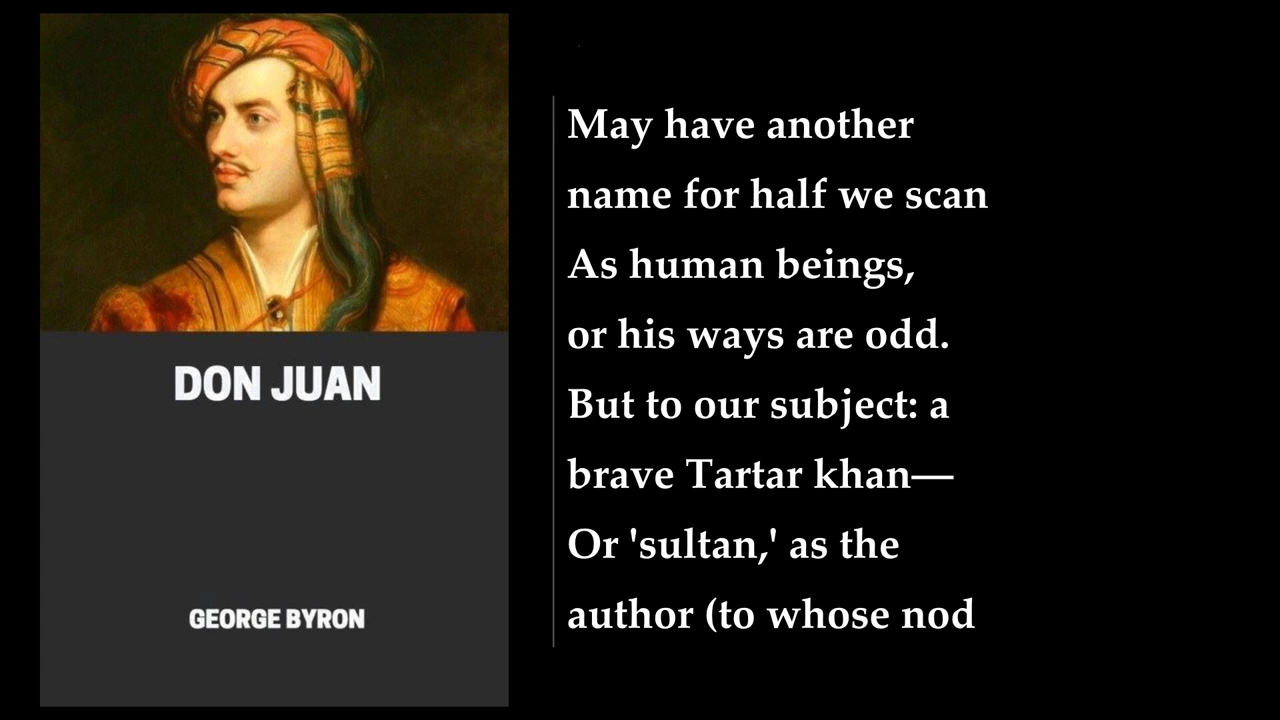 DON JUAN
GEORGE BYRON
May have another
name for half we scan
As human beings,
or his ways are odd.
But to our subject: a
brave Tartar khan—
Or 'sultan,' as the
author (to whose nod